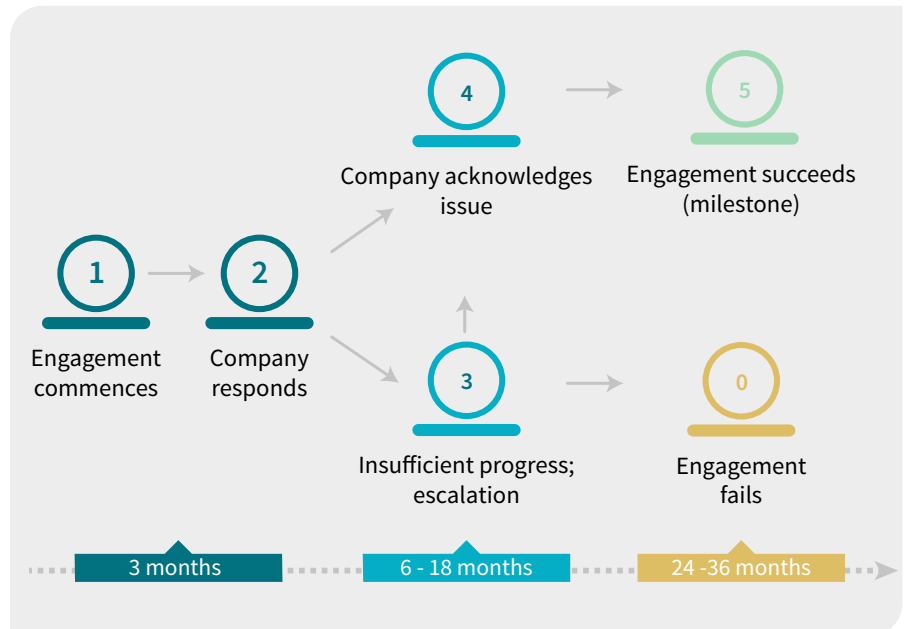 4
5
Company acknowledges
issue
Engagement succeeds
(milestone)
1
2
Engagement
commences
Company
responds
3
0
Insufficient progress;
escalation
Engagement
fails
3 months
6 - 18 months
24 -36 months